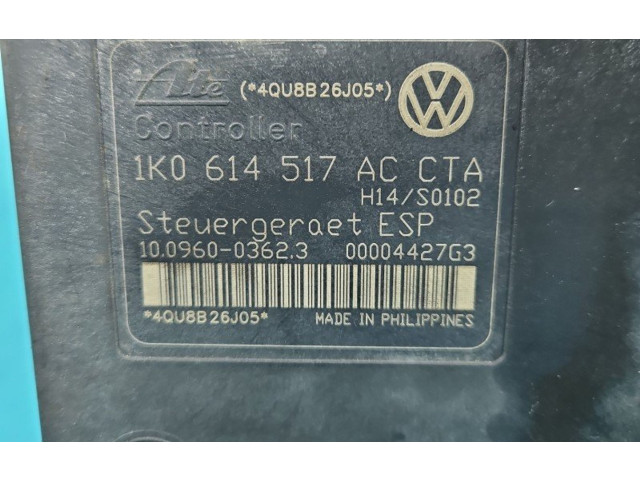 Ate (*4QU8B26J05*)
Controller
1K0 614 517 AC CTA
H14/S0102
Steuergeraet ESP
10.0960-0362.3 00004427G3
*4QU8B26J05* MADE IN PHILIPPINES